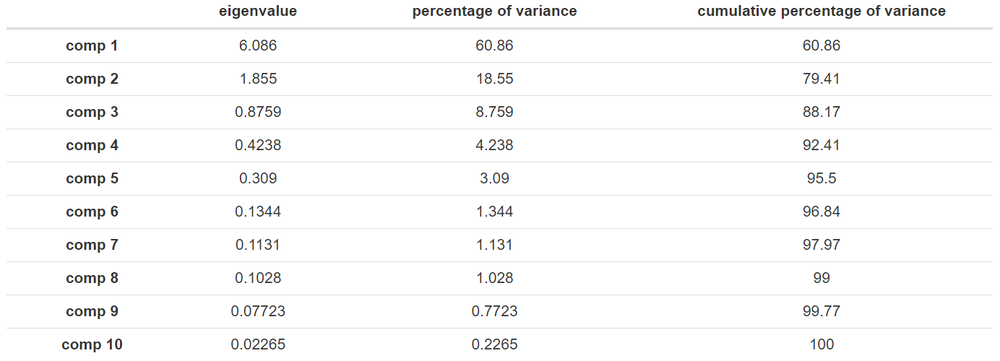 eigenvalue percentage of variance cumulative percentage of variance
comp 1 6.086 60.86 60.86
comp 2 1.855 18.55 79.41
comp 3 0.8759 8.759 88.17
comp 4 0.4238 4.238 92.41
comp 5 0.309 3.09 95.5
comp 6 0.1344 1.344 96.84
comp 7 0.1131 1.131 97.97
comp 8 0.1028 1.028 99
comp 9 0.07723 0.7723 99.77
comp 10 0.02265 0.2265 100